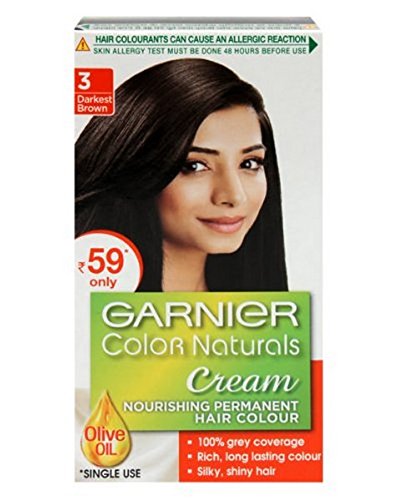 HAIR COLOURANTS CAN CAUSE AN ALLERGIC REACTION
SKIN ALLERGY TEST MUST BE DONE 48 HOURS BEFORE USE
3
Darkest
Brown
₹59*
only
GARNIER
Color Naturals
Cream
NOURISHING PERMANENT
HAIR COLOUR
Olive
OIL
*SINGLE USE
• 100% grey coverage
• Rich, long lasting colour
• Silky, shiny hair